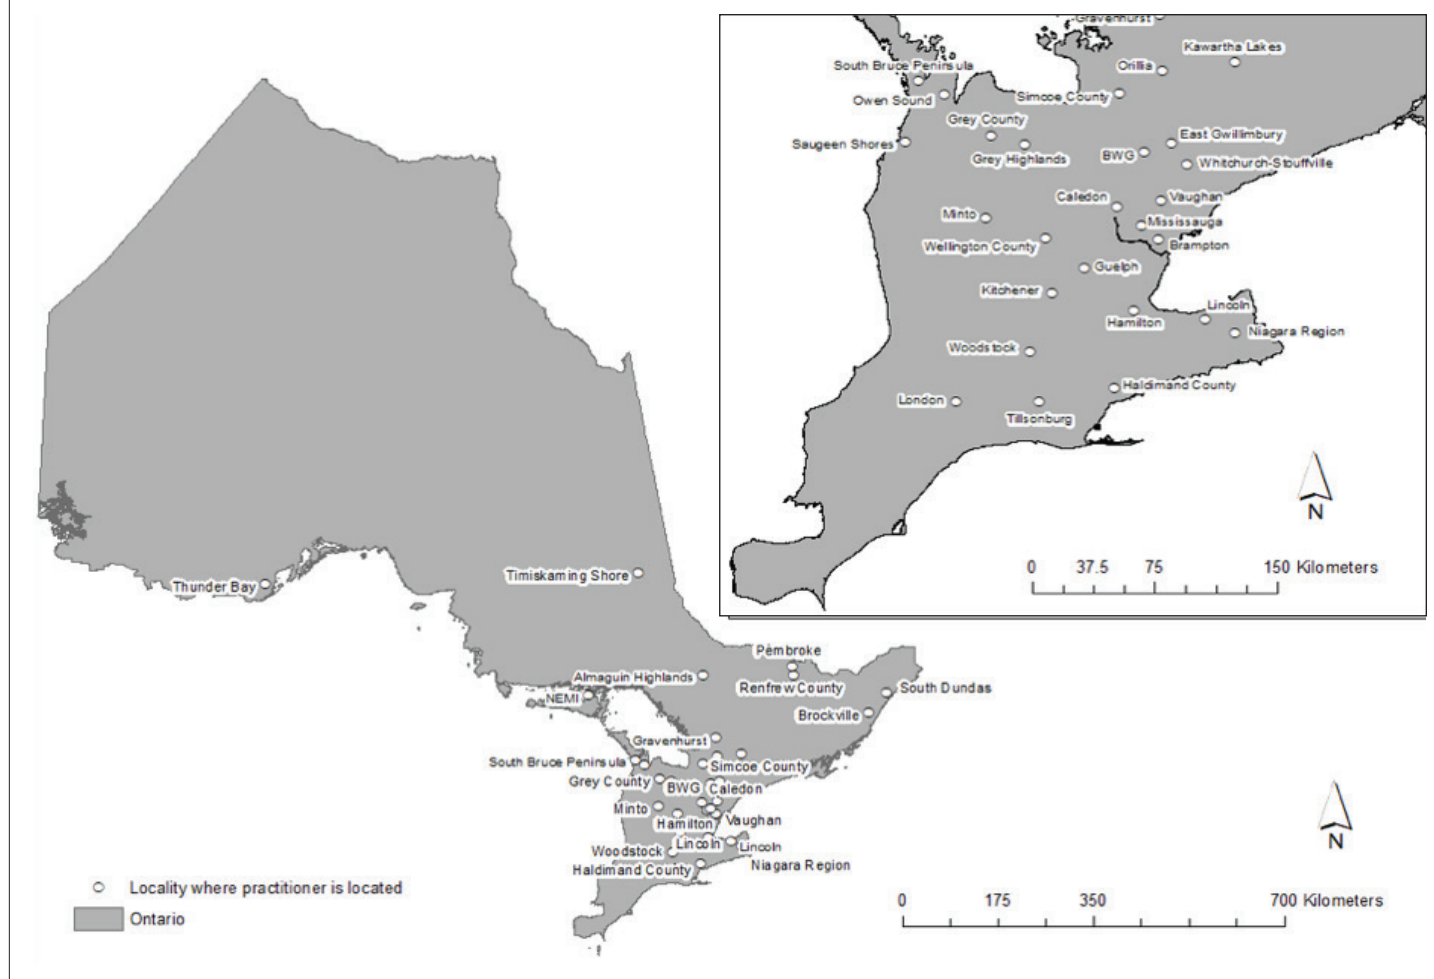 Gravenhurst
Kawartha Lakes
South Bruce Peninsula
Orillia
Owen Sound
Simcoe County
Grey County
East Gwillimbury
Saugeen Shores
Grey Highlands
BWG
Whitchurch-Stouffville
Caledon
Vaughan
Minto
Mississauga
Wellington County
Brampton
Guelph
Kitchener
Lincoln
Hamilton
Niagara Region
Woodstock
Haldimand County
London
Tillsonburg
N
0 37.5 75 150 Kilometers
Thunder Bay
Timiskaming Shore
Pembroke
Almaguin Highlands
Renfrew County
South Dundas
NEMI
Brockville
Gravenhurst
South Bruce Peninsula
Simcoe County
Grey County
BWG
Caledon
Minto
Hamilton
Vaughan
Lincoln
Lincoln
Woodstock
Haldimand County
Niagara Region
N
Locality where practitioner is located
Ontario
0 175 350 700 Kilometers